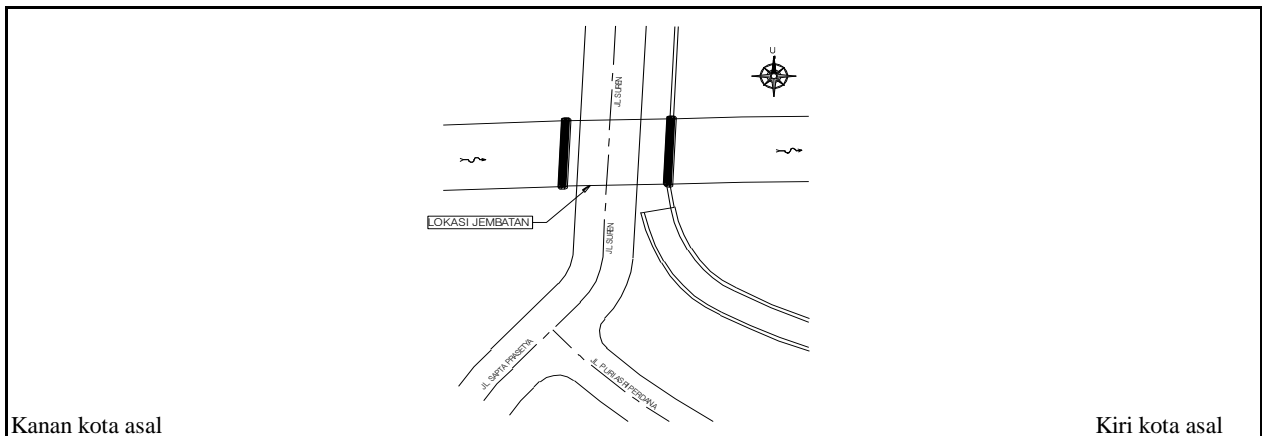 U
JL SUREN
LOKASI JEMBATAN
JL SUREN
JL SAPTA PRASETYA
JL. PURI ASRI PERDANA
Kanan kota asal
Kiri kota asal